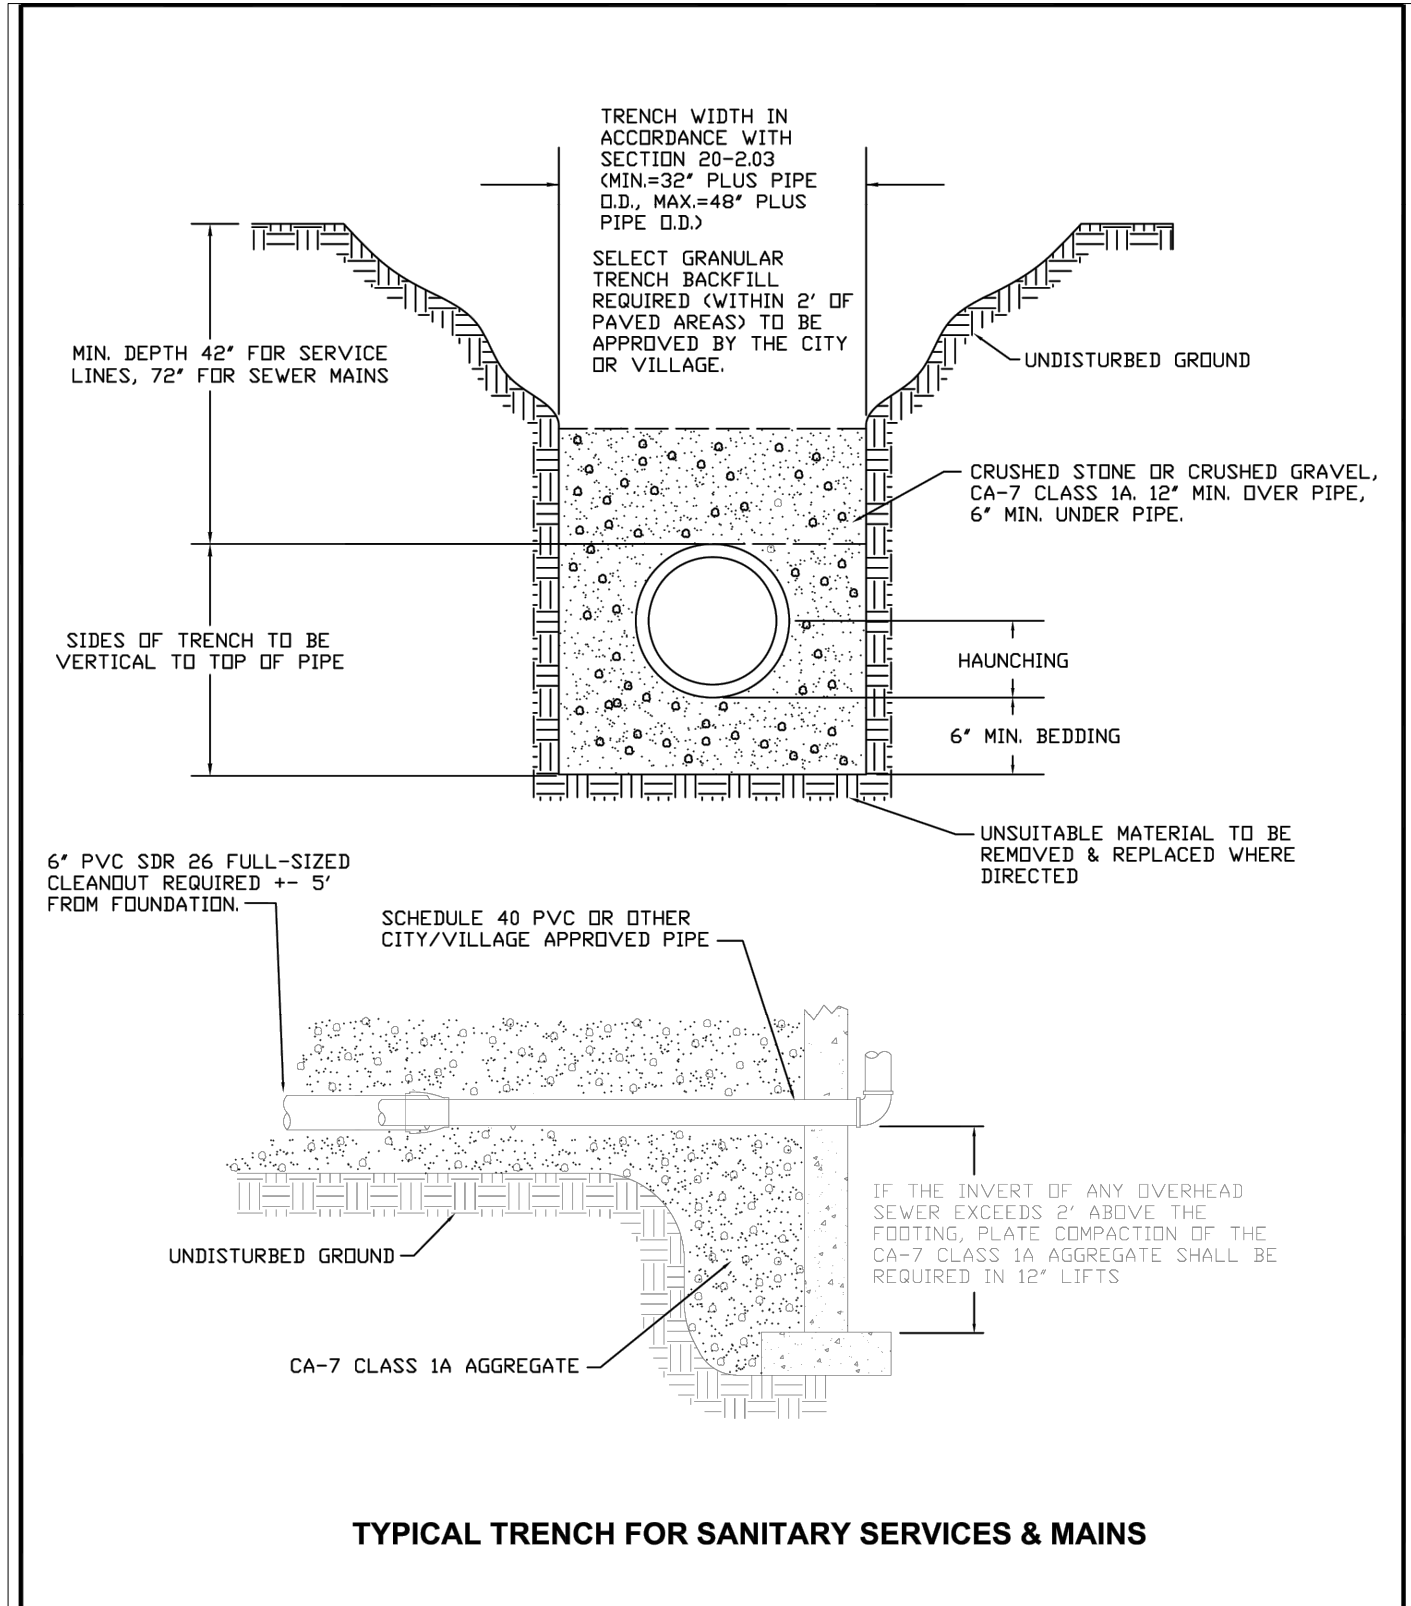 TRENCH WIDTH IN
ACCORDANCE WITH
SECTION 20-2.03
(MIN.=32" PLUS PIPE
O.D., MAX.=48" PLUS
PIPE O.D.)
SELECT GRANULAR
TRENCH BACKFILL
REQUIRED (WITHIN 2' OF
PAVED AREAS) TO BE
APPROVED BY THE CITY
OR VILLAGE.
MIN. DEPTH 42" FOR SERVICE
LINES, 72" FOR SEWER MAINS
UNDISTURBED GROUND
CRUSHED STONE OR CRUSHED GRAVEL,
CA-7 CLASS 1A. 12" MIN. OVER PIPE,
6" MIN. UNDER PIPE.
SIDES OF TRENCH TO BE
VERTICAL TO TOP OF PIPE
HAUNCHING
6" MIN. BEDDING
UNSUITABLE MATERIAL TO BE
REMOVED & REPLACED WHERE
DIRECTED
6" PVC SDR 26 FULL-SIZED
CLEANOUT REQUIRED +- 5'
FROM FOUNDATION.
SCHEDULE 40 PVC OR OTHER
CITY/VILLAGE APPROVED PIPE
IF THE INVERT OF ANY OVERHEAD
SEWER EXCEEDS 2' ABOVE THE
FOOTING, PLATE COMPACTION OF THE
CA-7 CLASS 1A AGGREGATE SHALL BE
REQUIRED IN 12" LIFTS
UNDISTURBED GROUND
CA-7 CLASS 1A AGGREGATE
TYPICAL TRENCH FOR SANITARY SERVICES & MAINS